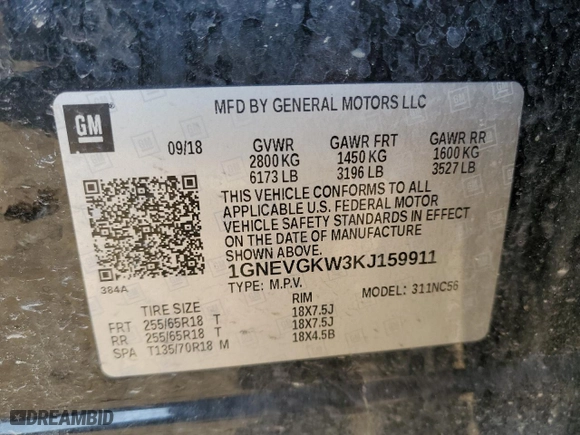 MFD BY GENERAL MOTORS LLC
GM
09/18 GVWR GAWR FRT GAWR RR
2800 KG 1450 KG 1600 KG
6173 LB 3196 LB 3527 LB
THIS VEHICLE CONFORMS TO ALL
APPLICABLE U.S. FEDERAL MOTOR
VEHICLE SAFETY STANDARDS IN EFFECT
ON THE DATE OF MANUFACTURE
SHOWN ABOVE.
1GNEVGKW3KJ159911
384A
TYPE: M.P.V. MODEL: 311NC56
TIRE SIZE RIM
FRT 255/65R18 T 18X7.5J
RR 255/65R18 T 18X7.5J
SPA T135/70R18 M 18X4.5B
DREAMBID